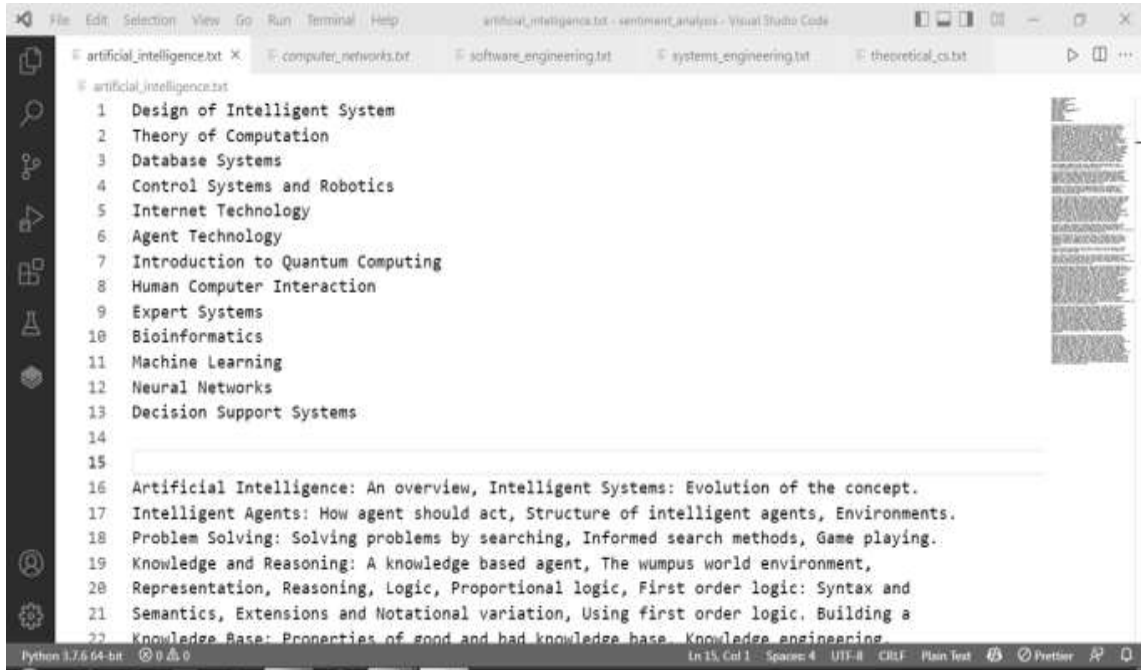 File Edit Selection View Go Run Terminal Help artificial_intelligence.txt - sentiment_analysis - Visual Studio Code
artificial_intelligence.txt computer_networks.txt software_engineering.txt systems_engineering.txt theoretical_cs.txt
artificial_intelligence.txt
1 Design of Intelligent System
2 Theory of Computation
3 Database Systems
4 Control Systems and Robotics
5 Internet Technology
6 Agent Technology
7 Introduction to Quantum Computing
8 Human Computer Interaction
9 Expert Systems
10 Bioinformatics
11 Machine Learning
12 Neural Networks
13 Decision Support Systems
14
15
16 Artificial Intelligence: An overview, Intelligent Systems: Evolution of the concept.
17 Intelligent Agents: How agent should act, Structure of intelligent agents, Environments.
18 Problem Solving: Solving problems by searching, Informed search methods, Game playing.
19 Knowledge and Reasoning: A knowledge based agent, The wumpus world environment,
20 Representation, Reasoning, Logic, Proportional logic, First order logic: Syntax and
21 Semantics, Extensions and Notational variation, Using first order logic. Building a
22 Knowledge Base: Properties of good and bad knowledge base. Knowledge engineering.
Python 3.7.6 64-bit 0 0 Ln 15, Col 1 Spaces: 4 UTF-8 CRLF Plain Text Prettier